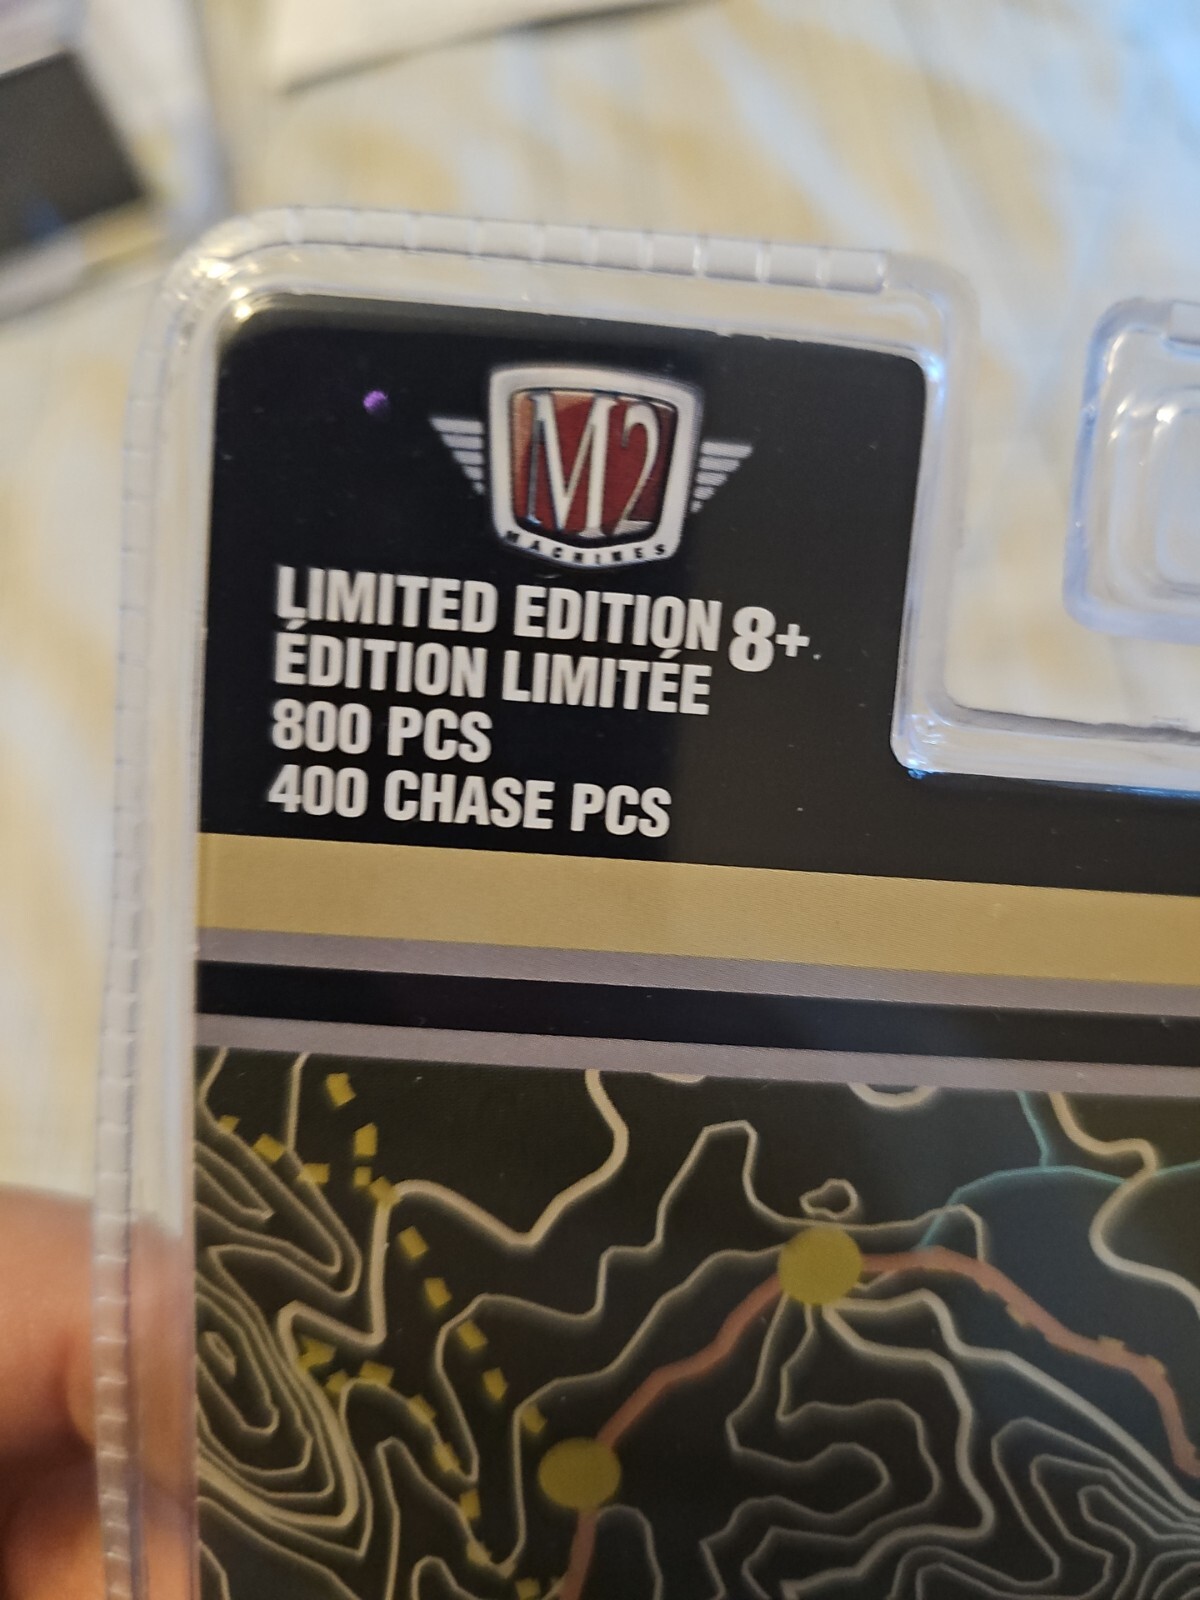 M2
MACHINES
LIMITED EDITION 8+
ÉDITION LIMITÉE
800 PCS
400 CHASE PCS